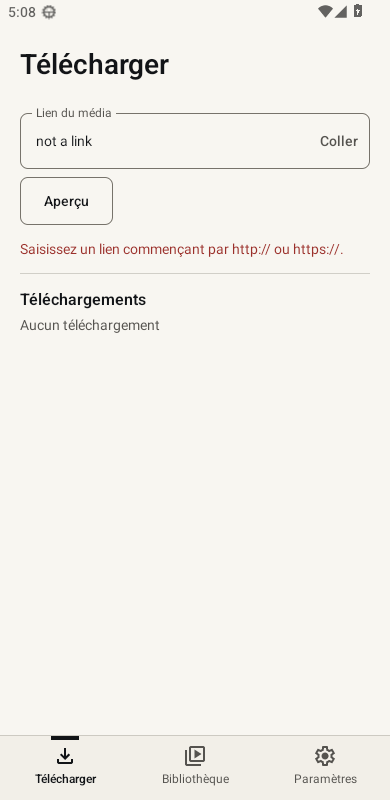 5:08
Télécharger
Lien du média
not a link
Coller
Aperçu
Saisissez un lien commençant par http:// ou https://.
Téléchargements
Aucun téléchargement
Télécharger
Bibliothèque
Paramètres